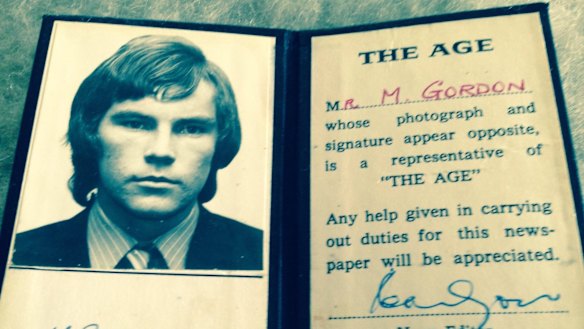 THE AGE
MR. M. GORDON
whose photograph and
signature appear opposite,
is a representative of
"THE AGE"
Any help given in carrying
out duties for this news-
paper will be appreciated.